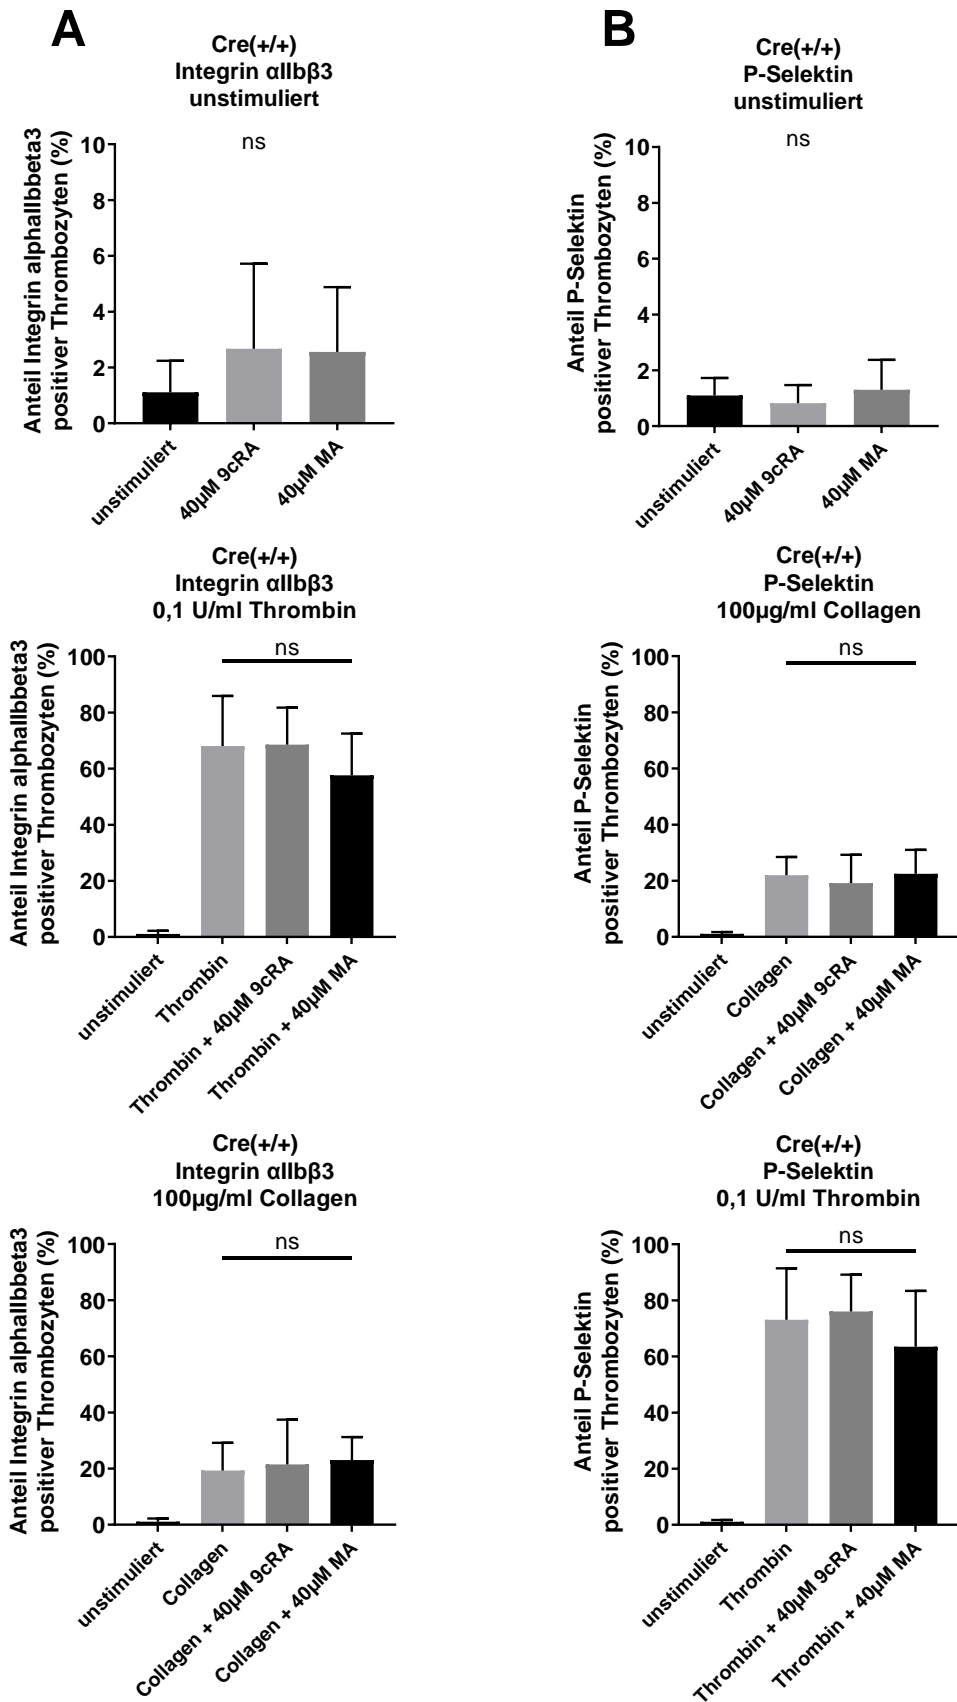 A
Cre(+/+)
Integrin αIIbβ3
unstimuliert
Anteil Integrin alphaIIbbeta3
positiver Thrombozyten (%)
10
8
6
4
2
0
ns
unstimuliert
40µM 9cRA
40µM MA
Cre(+/+)
Integrin αIIbβ3
0,1 U/ml Thrombin
Anteil Integrin alphaIIbbeta3
positiver Thrombozyten (%)
100
80
60
40
20
0
ns
unstimuliert
Thrombin
Thrombin + 40µM 9cRA
Thrombin + 40µM MA
Cre(+/+)
Integrin αIIbβ3
100µg/ml Collagen
Anteil Integrin alphaIIbbeta3
positiver Thrombozyten (%)
100
80
60
40
20
0
ns
unstimuliert
Collagen
Collagen + 40µM 9cRA
Collagen + 40µM MA
B
Cre(+/+)
P-Selektin
unstimuliert
Anteil P-Selektin
positiver Thrombozyten (%)
10
8
6
4
2
0
ns
unstimuliert
40µM 9cRA
40µM MA
Cre(+/+)
P-Selektin
100µg/ml Collagen
Anteil P-Selektin
positiver Thrombozyten (%)
100
80
60
40
20
0
ns
unstimuliert
Collagen
Collagen + 40µM 9cRA
Collagen + 40µM MA
Cre(+/+)
P-Selektin
0,1 U/ml Thrombin
Anteil P-Selektin
positiver Thrombozyten (%)
100
80
60
40
20
0
ns
unstimuliert
Thrombin
Thrombin + 40µM 9cRA
Thrombin + 40µM MA